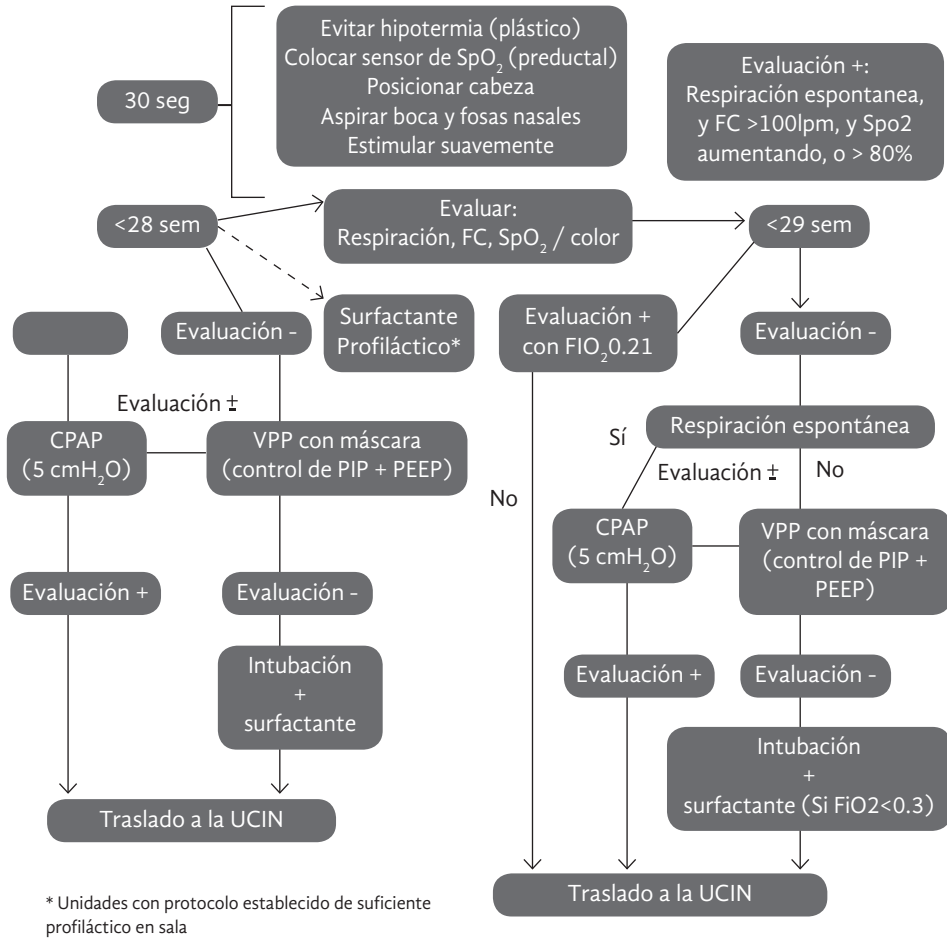 Evitar hipotermia (plástico)
Colocar sensor de SpO₂ (preductal)
Posicionar cabeza
Aspirar boca y fosas nasales
Estimular suavemente
30 seg
Evaluación +:
Respiración espontanea,
y FC >100lpm, y Spo2
aumentando, o > 80%
<28 sem
Evaluar:
Respiración, FC, SpO₂ / color
<29 sem
Evaluación -
Surfactante
Profiláctico*
Evaluación +
con FIO₂0.21
Evaluación -
Evaluación ±
CPAP
(5 cmH₂O)
VPP con máscara
(control de PIP + PEEP)
Sí
Respiración espontánea
Evaluación ±
No
No
CPAP
(5 cmH₂O)
VPP con máscara
(control de PIP +
PEEP)
Evaluación +
Evaluación -
Intubación
+
surfactante
Evaluación +
Evaluación -
Intubación
+
surfactante (Si FiO2<0.3)
Traslado a la UCIN
Traslado a la UCIN
* Unidades con protocolo establecido de suficiente
profiláctico en sala